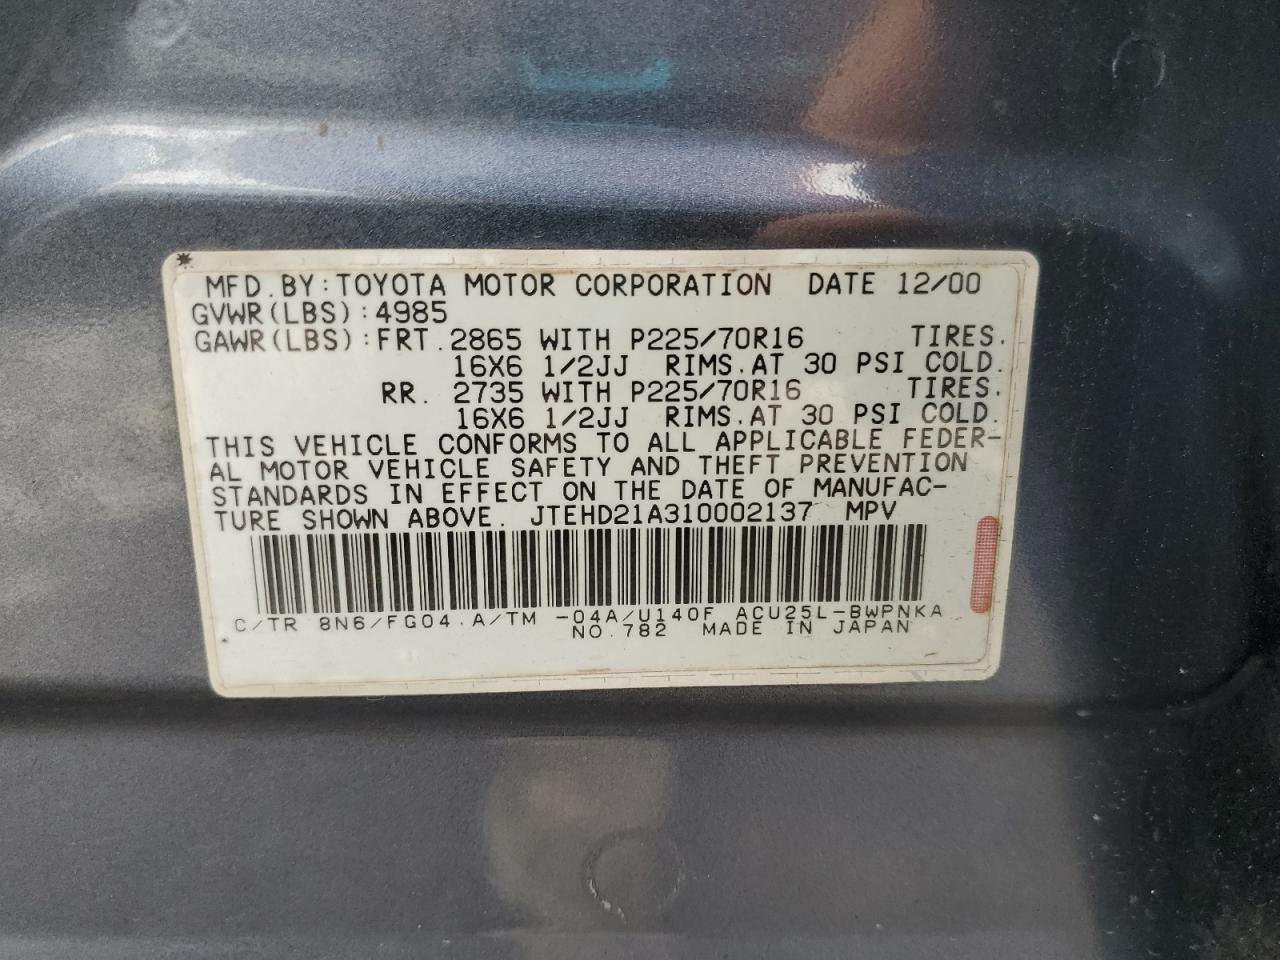 MFD.BY:TOYOTA MOTOR CORPORATION DATE 12/00
GVWR(LBS):4985
GAWR(LBS):FRT.2865 WITH P225/70R16 TIRES.
16X6 1/2JJ RIMS.AT 30 PSI COLD.
RR. 2735 WITH P225/70R16 TIRES.
16X6 1/2JJ RIMS.AT 30 PSI COLD.
THIS VEHICLE CONFORMS TO ALL APPLICABLE FEDER-
AL MOTOR VEHICLE SAFETY AND THEFT PREVENTION
STANDARDS IN EFFECT ON THE DATE OF MANUFAC-
TURE SHOWN ABOVE. JTEHD21A310002137 MPV
C/TR 8N6/FG04.A/TM -04A/U140F ACU25L-BWPNKA
NO.782 MADE IN JAPAN